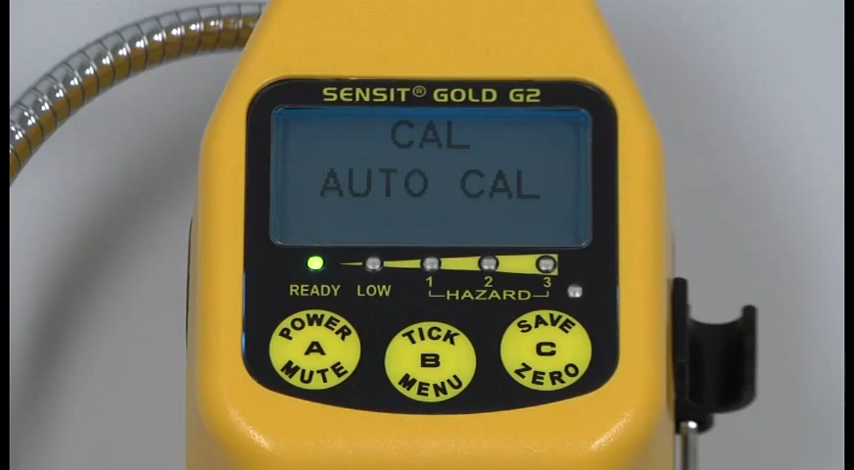 SENSIT® GOLD G2
CAL
AUTO CAL
READY LOW 1 2 3
HAZARD
POWER
A
MUTE
TICK
B
MENU
SAVE
C
ZERO